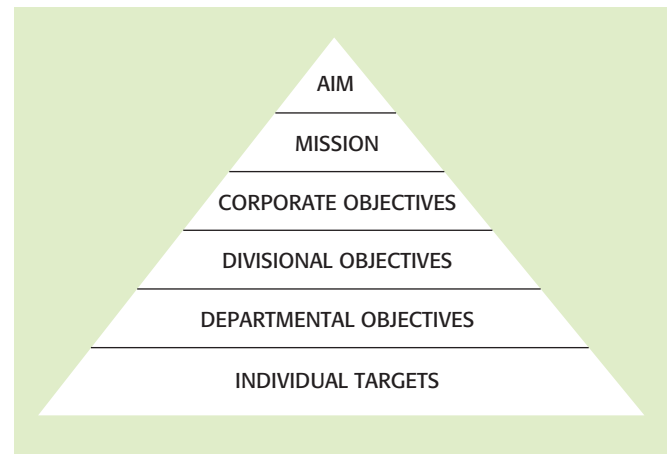 AIM
MISSION
CORPORATE OBJECTIVES
DIVISIONAL OBJECTIVES
DEPARTMENTAL OBJECTIVES
INDIVIDUAL TARGETS